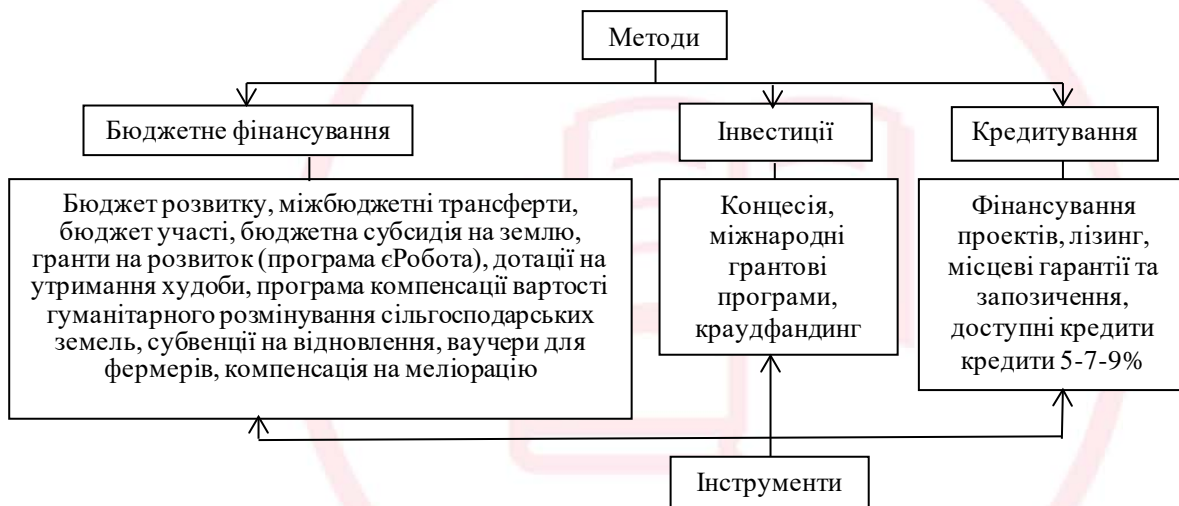 Методи
Бюджетне фінансування
Інвестиції
Кредитування
Бюджет розвитку, міжбюджетні трансферти,
бюджет участі, бюджетна субсидія на землю,
гранти на розвиток (програма єРобота), дотації на
утримання худоби, програма компенсації вартості
гуманітарного розмінування сільгосподарських
земель, субвенції на відновлення, ваучери для
фермерів, компенсація на меліорацію
Концесія,
міжнародні
грантові
програми,
краудфандинг
Фінансування
проектів, лізинг,
місцеві гарантії та
запозичення,
доступні кредити
кредити 5-7-9%
Інструменти